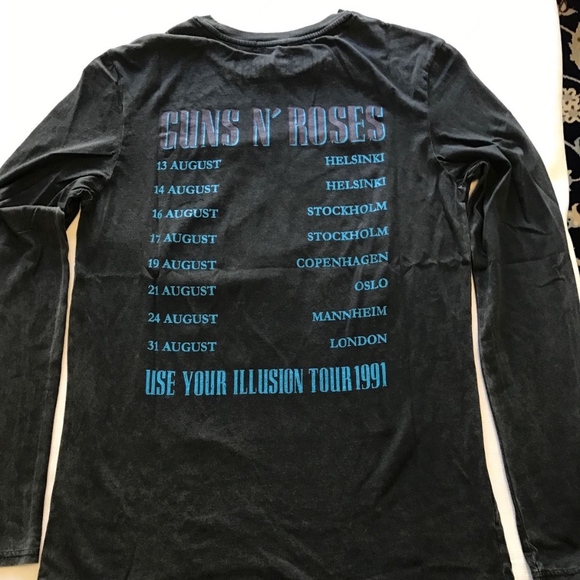 GUNS N' ROSES
13 AUGUST HELSINKI
14 AUGUST HELSINKI
16 AUGUST STOCKHOLM
17 AUGUST STOCKHOLM
19 AUGUST COPENHAGEN
21 AUGUST OSLO
24 AUGUST MANNHEIM
31 AUGUST LONDON
USE YOUR ILLUSION TOUR 1991